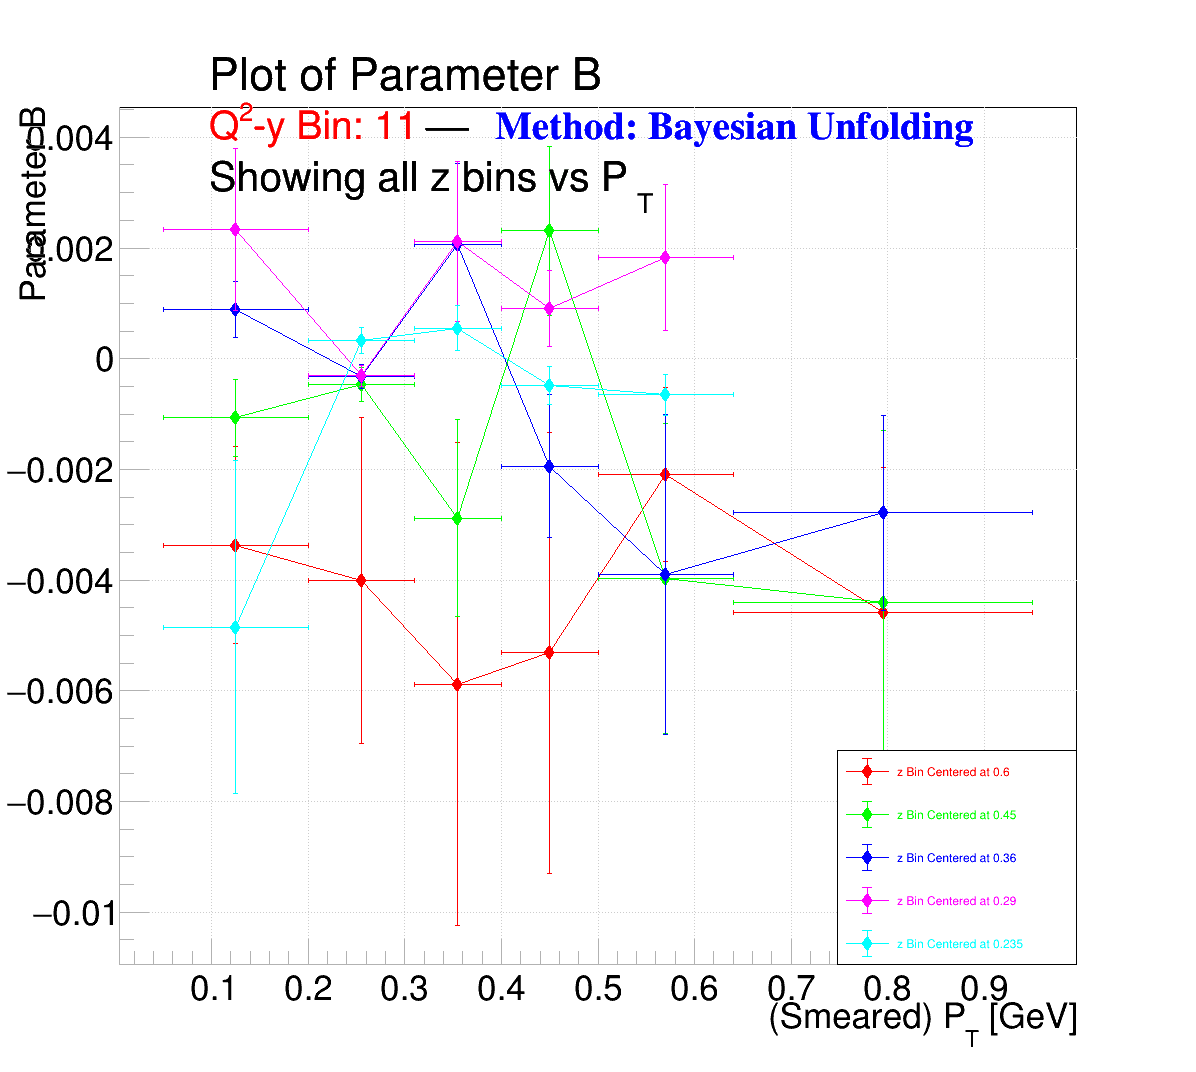 Plot of Parameter B
Q2-y Bin: 11 — Method: Bayesian Unfolding
Showing all z bins vs P T
Parameter B
0.004
0.002
0
−0.002
−0.004
−0.006
−0.008
−0.01
z Bin Centered at 0.6
z Bin Centered at 0.45
z Bin Centered at 0.36
z Bin Centered at 0.29
z Bin Centered at 0.235
0.1 0.2 0.3 0.4 0.5 0.6 0.7 0.8 0.9
(Smeared) P T [GeV]